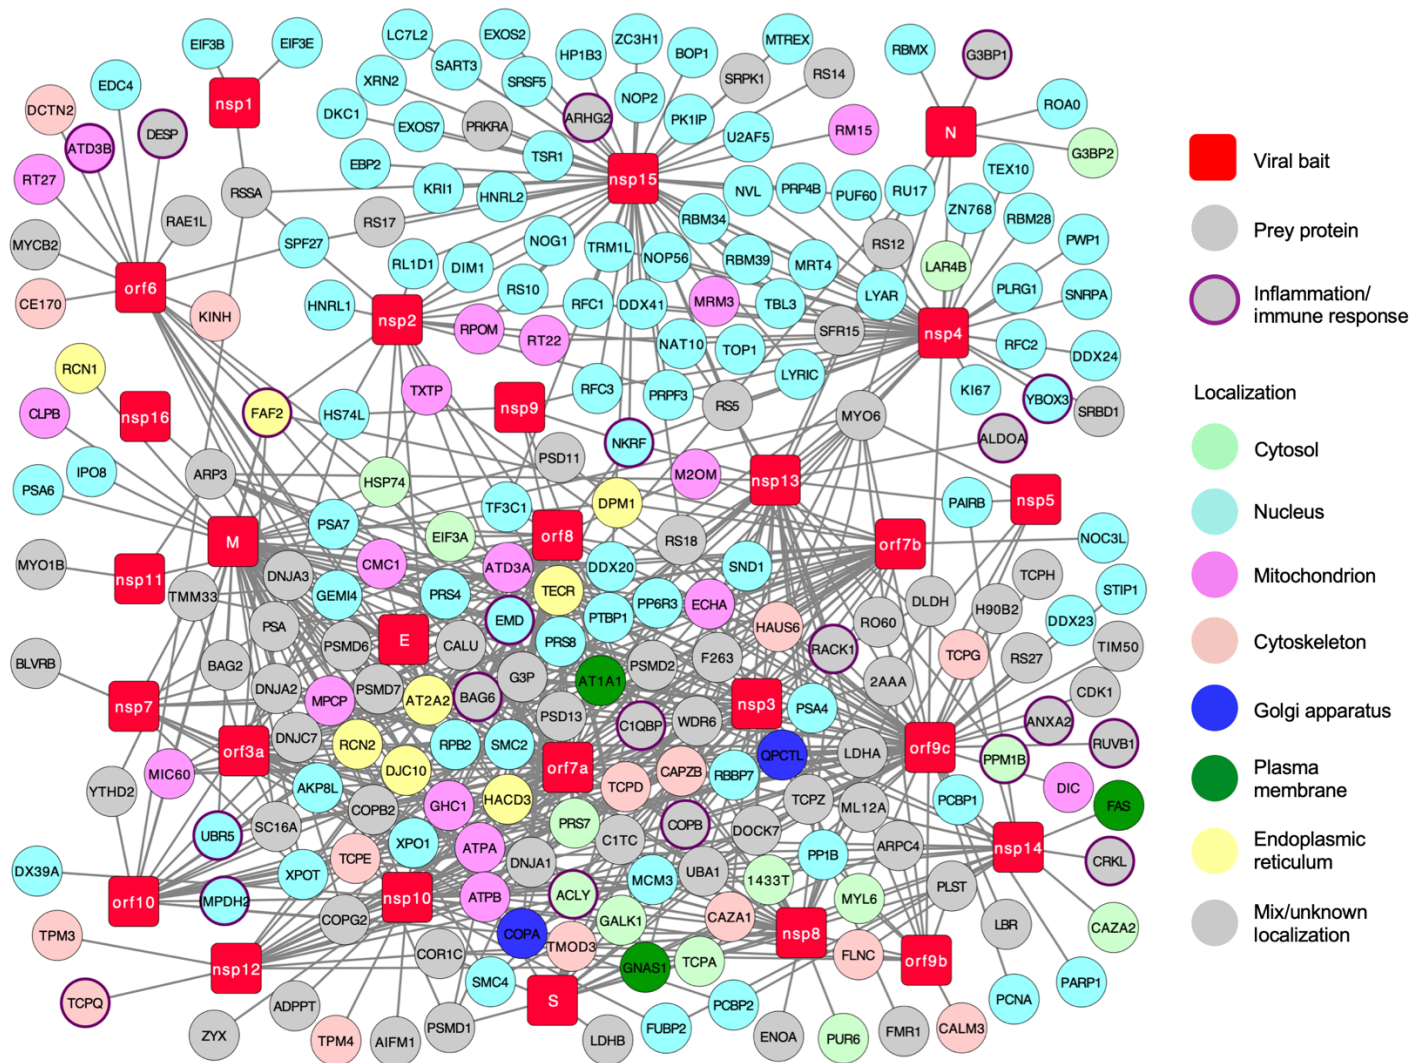 LC7L2
EXOS2
ZC3H1
BOP1
MTREX
EIF3B
EIF3E
SART3
HP1B3
RBMX
G3BP1
EDC4
XRN2
SRSF5
SRPK1
RS14
nsp1
NOP2
ROA0
DCTN2
DKC1
EXOS7
PRKRA
ARHG2
PK1IP
ATD3B
DESP
U2AF5
RM15
N
G3BP2
Viral bait
EBP2
TSR1
RT27
KRI1
HNRL2
nsp15
NVL
PRP4B
PUF60
RU17
TEX10
RSSA
RAE1L
RS17
RBM34
ZN768
RBM28
Prey protein
MYCB2
SPF27
NOG1
TRM1L
NOP56
RBM39
MRT4
RS12
LAR4B
PWP1
orf6
RL1D1
DIM1
RS10
RFC1
DDX41
MRM3
TBL3
LYAR
PLRG1
SNRPA
Inflammation/
immune response
CE170
KINH
HNRL1
nsp2
RPOM
RT22
NAT10
TOP1
SFR15
nsp4
RFC2
DDX24
RCN1
TXTP
RFC3
PRPF3
LYRIC
KI67
YBOX3
SRBD1
Localization
CLPB
nsp16
FAF2
HS74L
nsp9
NKRF
RS5
MYO6
ALDOA
Cytosol
PSA6
IPO8
ARP3
HSP74
PSD11
M2OM
nsp13
PAIRB
nsp5
Nucleus
PSA7
TF3C1
DPM1
M
EIF3A
orf8
RS18
orf7b
NOC3L
MYO1B
nsp11
TMM33
DNJA3
CMC1
ATD3A
DDX20
SND1
TCPH
Mitochondrion
GEMI4
PRS4
TECR
PP6R3
ECHA
DLDH
H90B2
STIP1
PSA
EMD
PTBP1
HAUS6
RO60
DDX23
BLVRB
BAG2
PSMD6
E
CALU
PRS8
F263
RACK1
TCPG
RS27
TIM50
Cytoskeleton
DNJA2
PSMD7
G3P
AT1A1
PSMD2
2AAA
CDK1
nsp7
MPCP
AT2A2
BAG6
PSD13
C1QBP
WDR6
nsp3
PSA4
ANXA2
Golgi apparatus
orf3a
DNJC7
RCN2
RPB2
SMC2
orf7a
QPCTL
LDHA
orf9c
PPM1B
RUVB1
MIC60
DJC10
TCPD
CAPZB
RBBP7
DIC
Plasma
membrane
YTHD2
AKP8L
COPB2
GHC1
HACD3
TCPZ
ML12A
PCBP1
FAS
UBR5
SC16A
XPO1
PRS7
COPB
DOCK7
ARPC4
Endoplasmic
reticulum
DX39A
XPOT
TCPE
ATPA
DNJA1
C1TC
UBA1
PP1B
nsp14
CRKL
orf10
MPDH2
nsp10
ATPB
ACLY
MCM3
1433T
MYL6
PLST
COPG2
GALK1
CAZA1
LBR
CAZA2
Mix/unknown
localization
TPM3
COPA
TMOD3
nsp8
nsp12
COR1C
GNAS1
TCPA
FLNC
orf9b
TCPQ
ADPPT
SMC4
S
PCBP2
PCNA
PARP1
ZYX
TPM4
AIFM1
PSMD1
LDHB
FUBP2
ENOA
PUR6
FMR1
CALM3